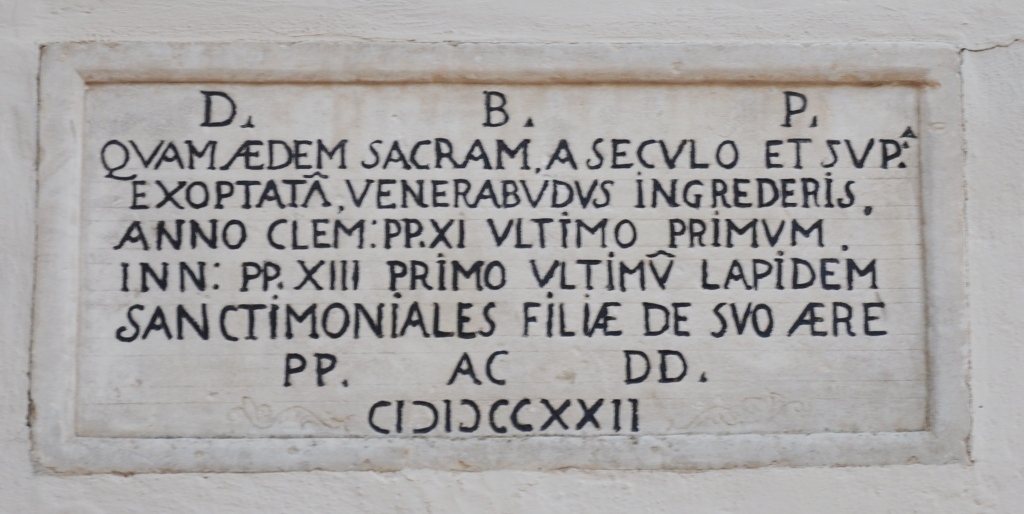 D. B. P.
QVAM ÆDEM SACRAM, A SECVLO ET SVP.^A
EXOPTATÂ, VENERABVDVS INGREDERIS.
ANNO CLEM: PP. XI VLTIMO PRIMVM.
INN: PP. XIII PRIMO VLTIMV̂ LAPIDEM
SANCTIMONIALES FILIÆ DE SVO ÆRE
PP. AC DD.
CIƆIƆCCXXII